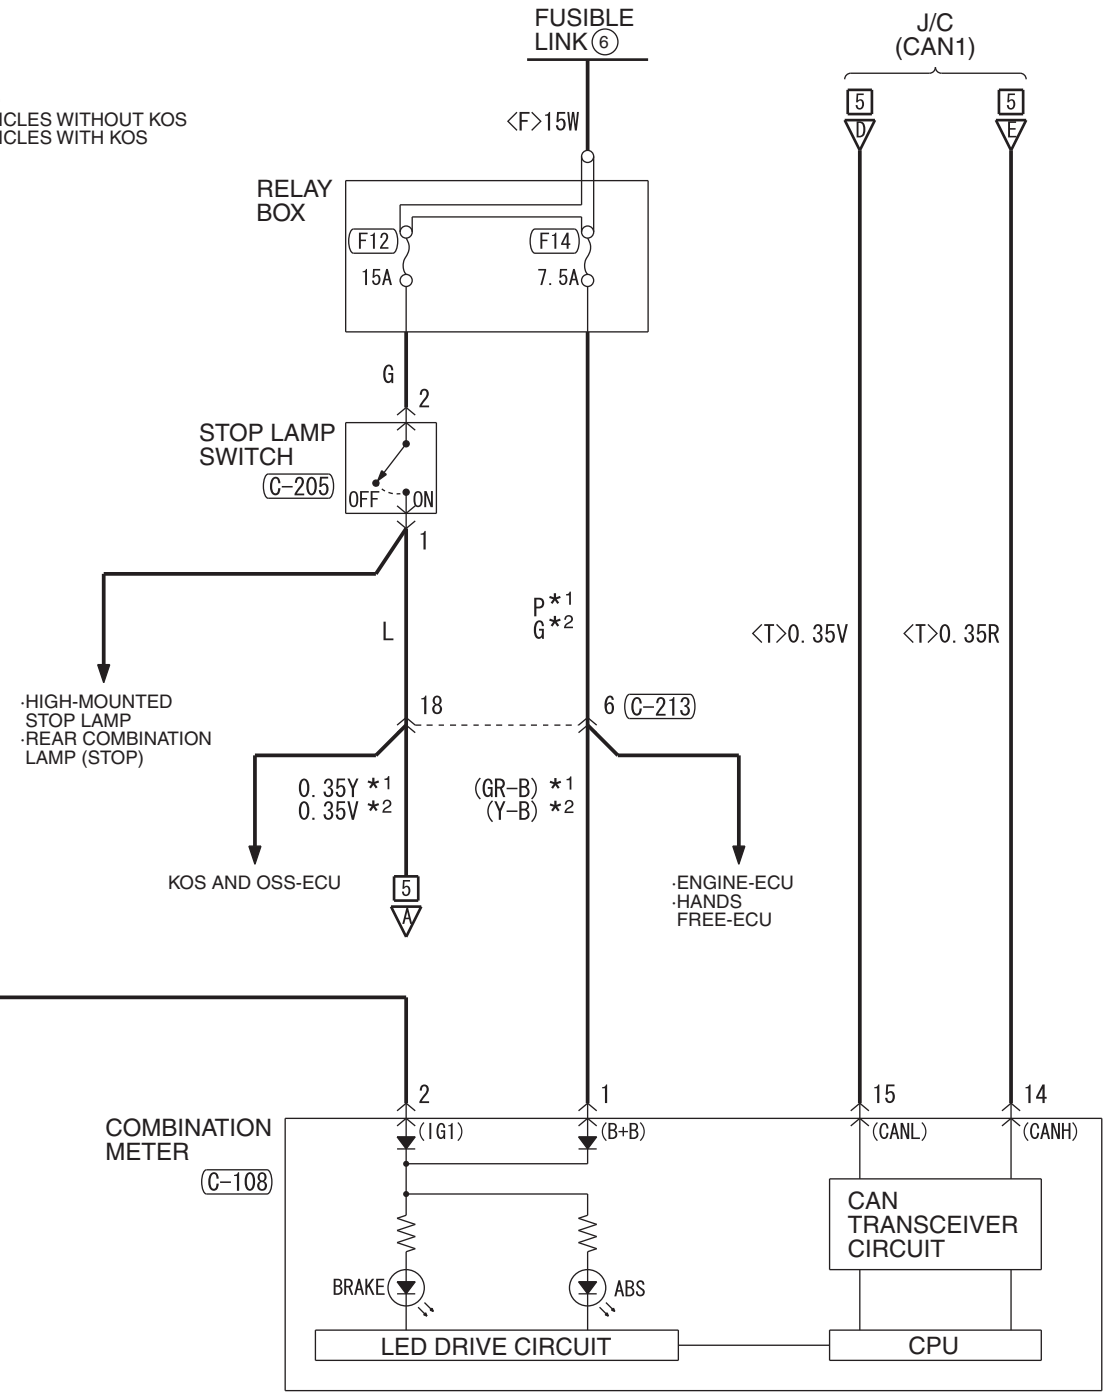 FUSIBLE
LINK 6
J/C
(CAN1)
5
5
D
E
ICLES WITHOUT KOS
ICLES WITH KOS
<F>15W
RELAY
BOX
F12
F14
15A
7.5A
G
2
STOP LAMP
SWITCH
C-205
OFF
ON
1
P*1
G*2
L
<T>0.35V
<T>0.35R
·HIGH-MOUNTED
STOP LAMP
·REAR COMBINATION
LAMP (STOP)
18
6
C-213
0.35Y *1
0.35V *2
(GR-B) *1
(Y-B) *2
KOS AND OSS-ECU
5
A
·ENGINE-ECU
·HANDS
FREE-ECU
2
1
15
14
COMBINATION
METER
C-108
(IG1)
(B+B)
(CANL)
(CANH)
CAN
TRANSCEIVER
CIRCUIT
BRAKE
ABS
LED DRIVE CIRCUIT
CPU